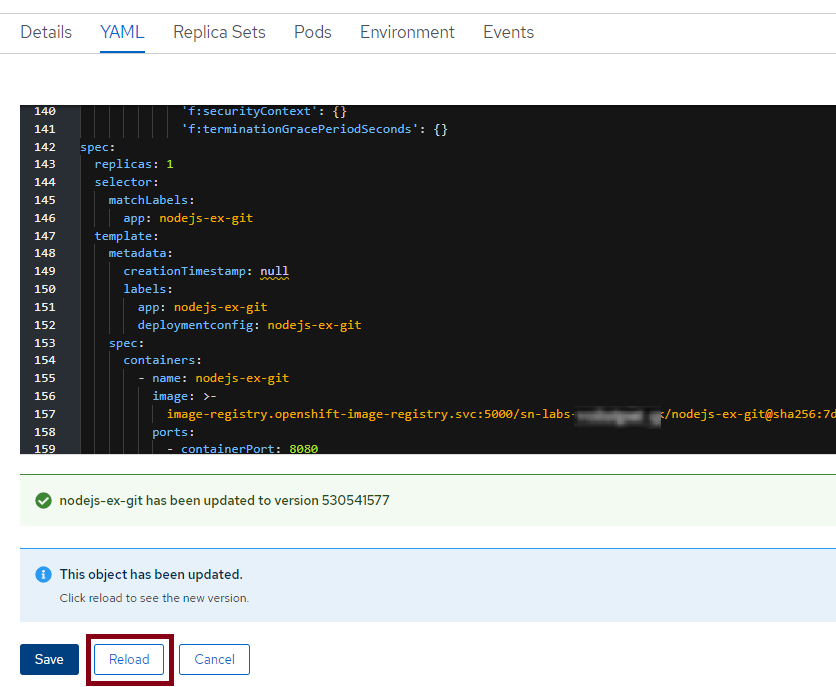 Details YAML Replica Sets Pods Environment Events
140 'f:securityContext': {}
141 'f:terminationGracePeriodSeconds': {}
142 spec:
143 replicas: 1
144 selector:
145 matchLabels:
146 app: nodejs-ex-git
147 template:
148 metadata:
149 creationTimestamp: null
150 labels:
151 app: nodejs-ex-git
152 deploymentconfig: nodejs-ex-git
153 spec:
154 containers:
155 - name: nodejs-ex-git
156 image: >-
157 image-registry.openshift-image-registry.svc:5000/sn-labs- /nodejs-ex-git@sha256:7d
158 ports:
159 - containerPort: 8080
nodejs-ex-git has been updated to version 530541577
This object has been updated.
Click reload to see the new version.
Save Reload Cancel